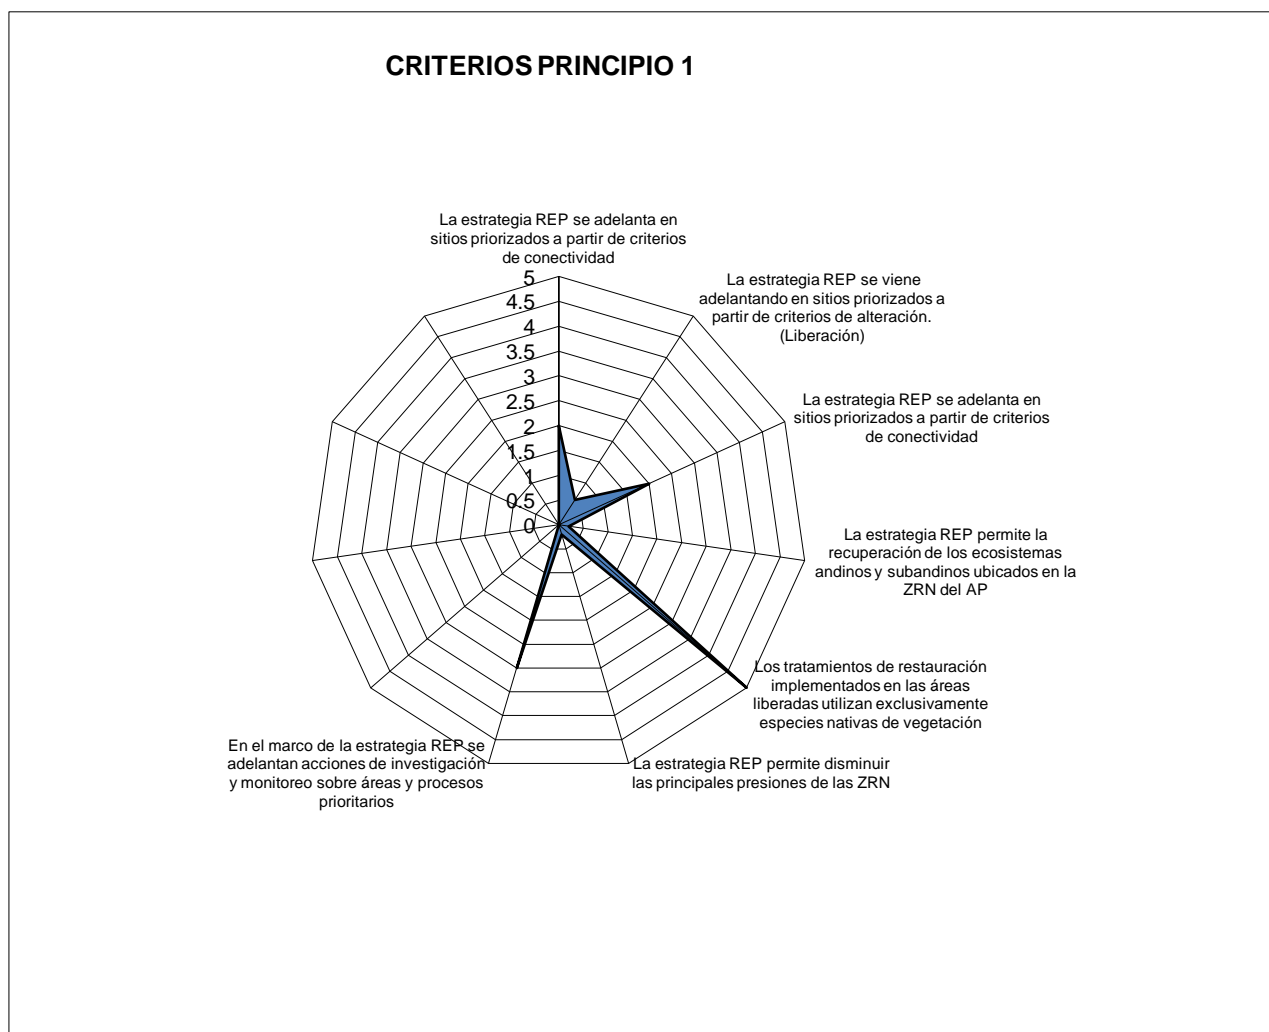 CRITERIOS PRINCIPIO 1
La estrategia REP se adelanta en
sitios priorizados a partir de criterios
de conectividad
La estrategia REP se viene
adelantando en sitios priorizados a
partir de criterios de alteración.
(Liberación)
La estrategia REP se adelanta en
sitios priorizados a partir de criterios
de conectividad
La estrategia REP permite la
recuperación de los ecosistemas
andinos y subandinos ubicados en la
ZRN del AP
Los tratamientos de restauración
implementados en las áreas
liberadas utilizan exclusivamente
especies nativas de vegetación
La estrategia REP permite disminuir
las principales presiones de las ZRN
En el marco de la estrategia REP se
adelantan acciones de investigación
y monitoreo sobre áreas y procesos
prioritarios
5
4.5
4
3.5
3
2.5
2
1.5
1
0.5
0